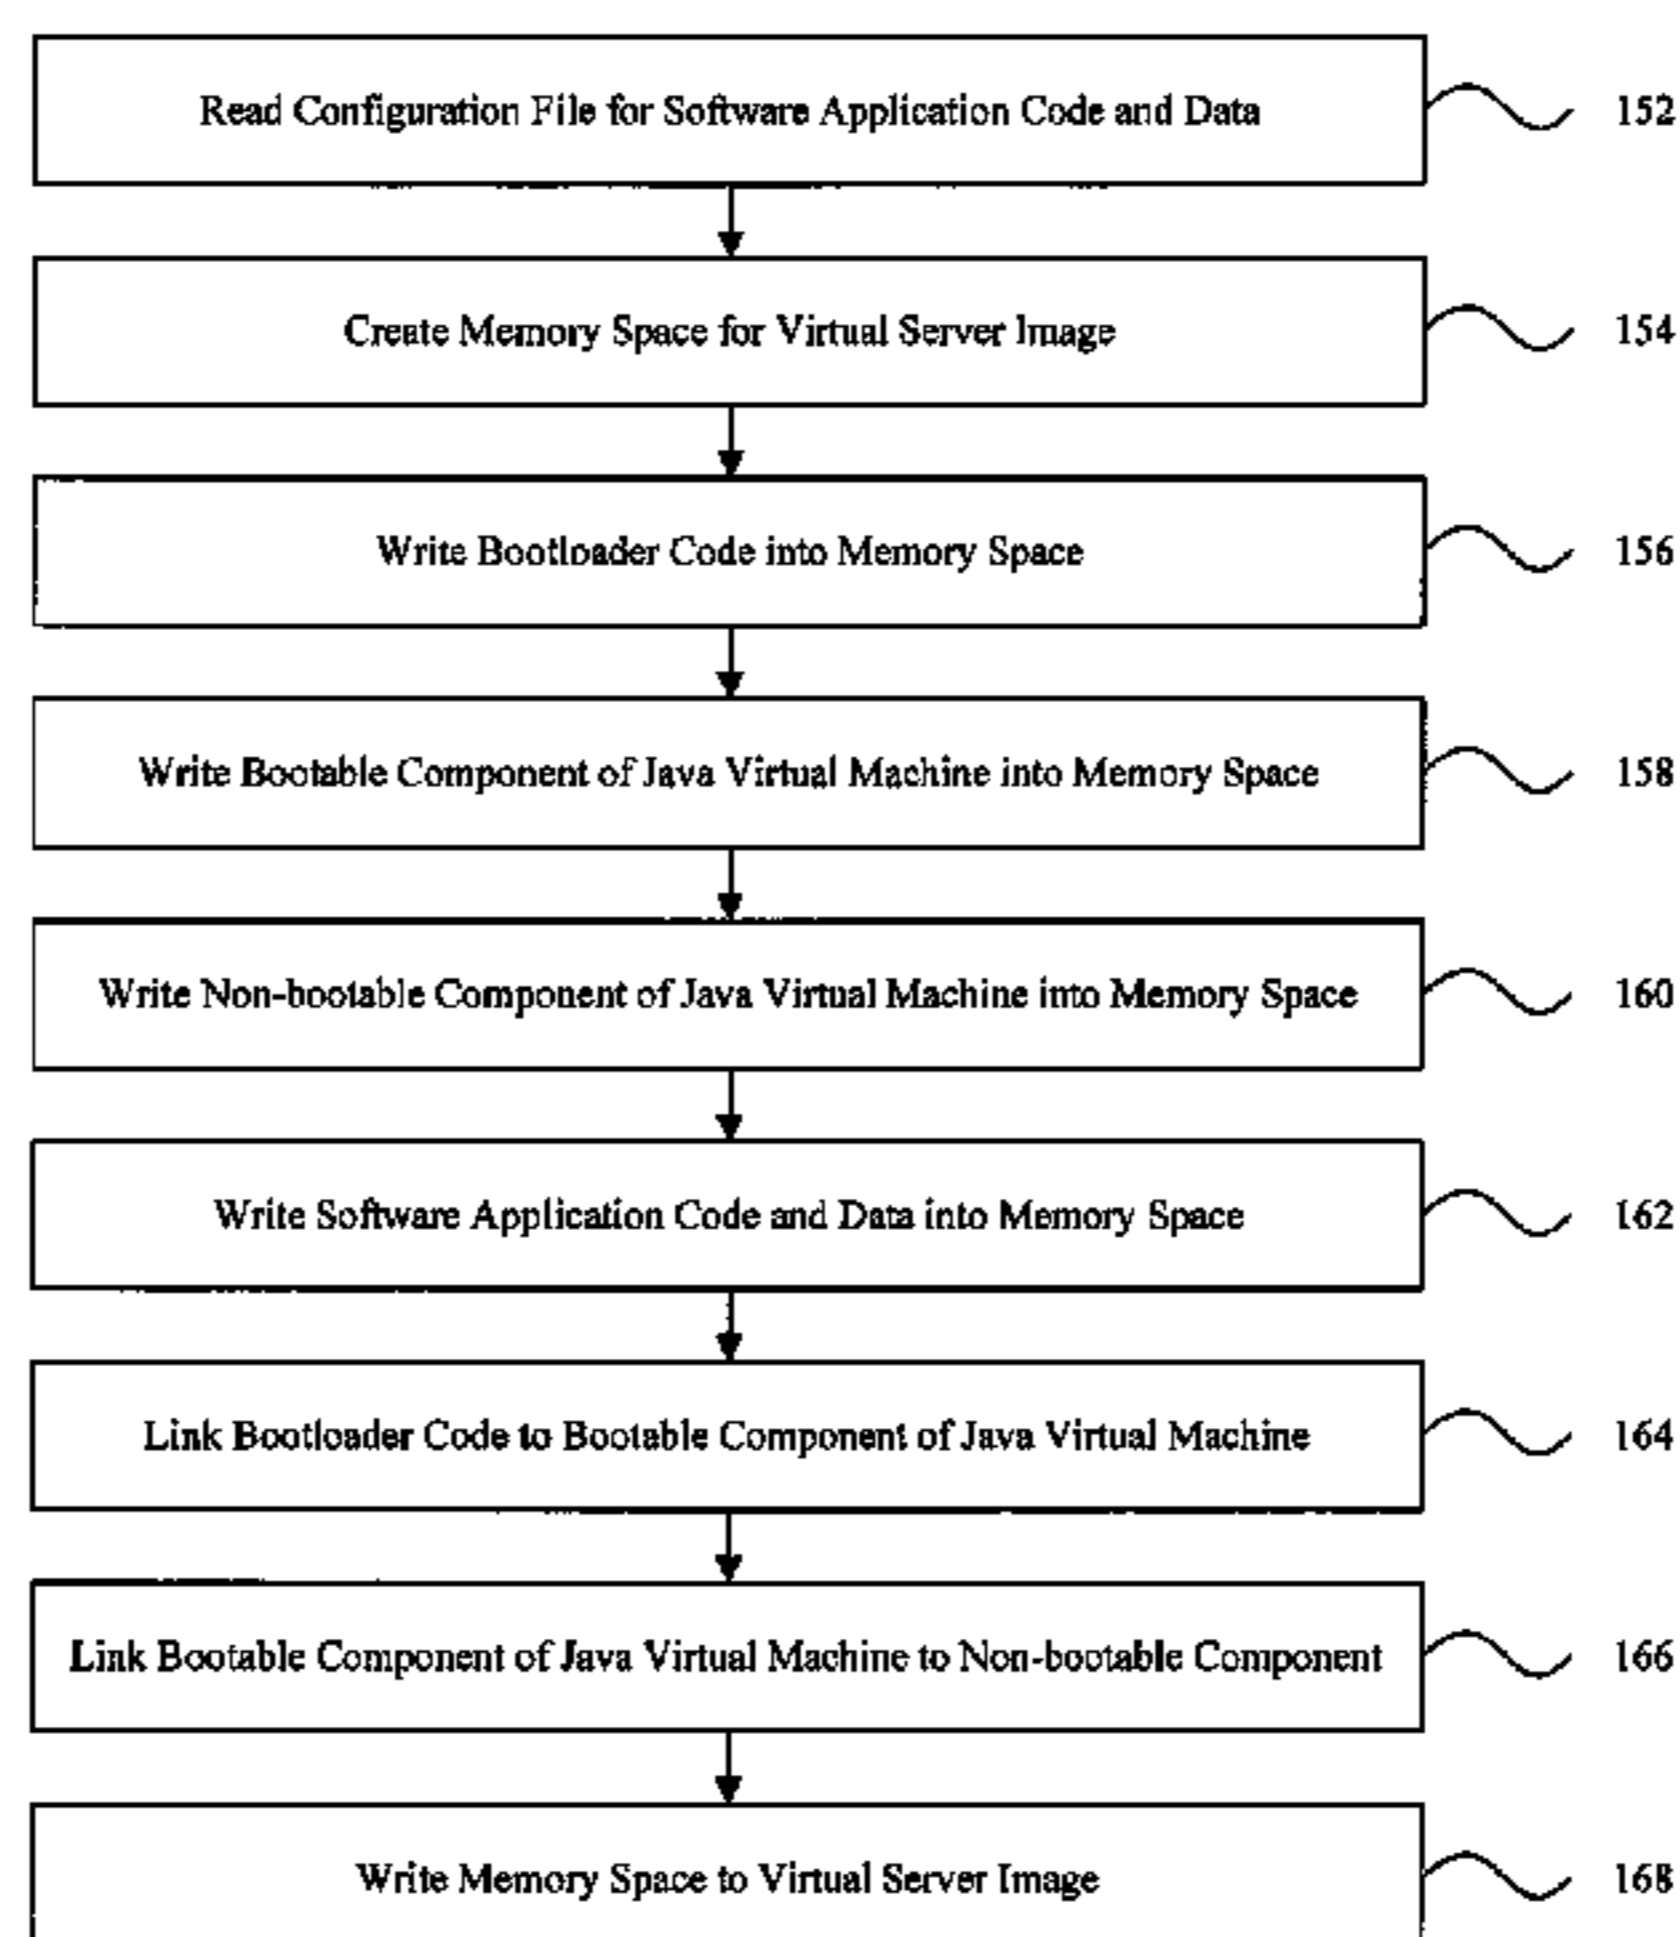 Read Configuration File for Software Application Code and Data 152
Create Memory Space for Virtual Server Image 154
Write Bootloader Code into Memory Space 156
Write Bootable Component of Java Virtual Machine into Memory Space 158
Write Non-bootable Component of Java Virtual Machine into Memory Space 160
Write Software Application Code and Data into Memory Space 162
Link Bootloader Code to Bootable Component of Java Virtual Machine 164
Link Bootable Component of Java Virtual Machine to Non-bootable Component 166
Write Memory Space to Virtual Server Image 168